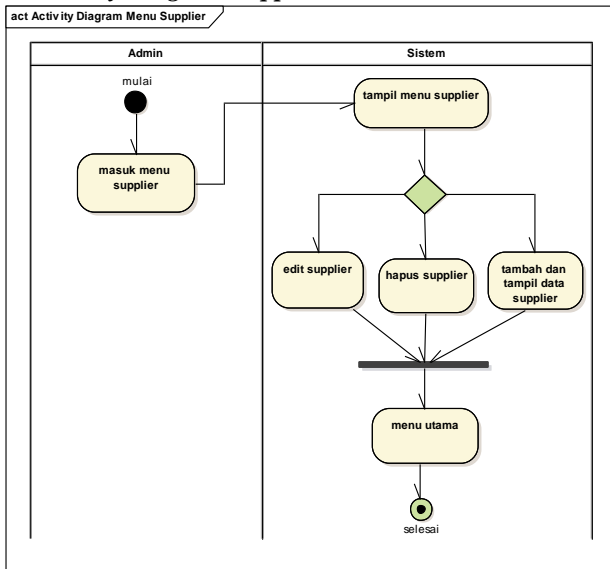 act Activity Diagram Menu Supplier
Admin
Sistem
mulai
tampil menu supplier
masuk menu
supplier
edit supplier
hapus supplier
tambah dan
tampil data
supplier
menu utama
selesai